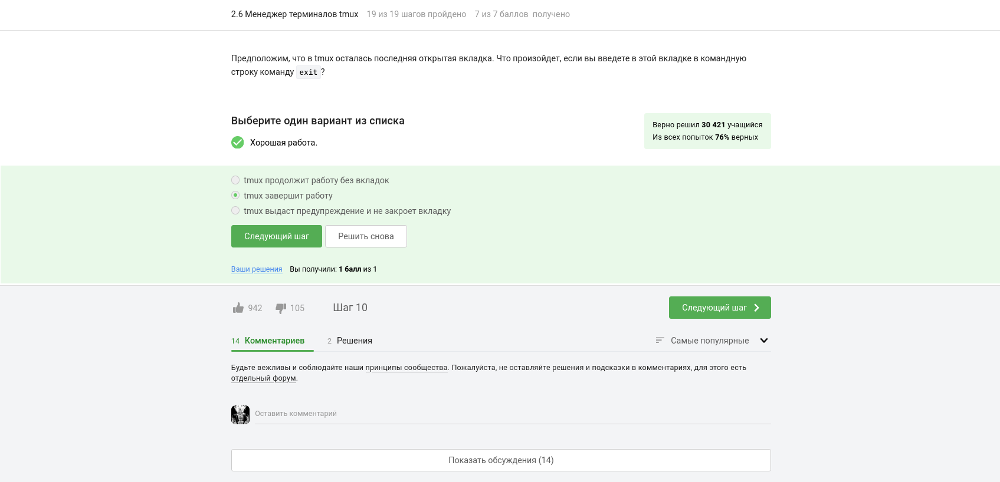 2.6 Менеджер терминалов tmux 19 из 19 шагов пройдено 7 из 7 баллов получено
Предположим, что в tmux осталась последняя открытая вкладка. Что произойдет, если вы введете в этой вкладке в командную
строку команду exit?
Выберите один вариант из списка
Верно решил 30 421 учащийся
Из всех попыток 76% верных
Хорошая работа.
tmux продолжит работу без вкладок
tmux завершит работу
tmux выдаст предупреждение и не закроет вкладку
Следующий шаг Решить снова
Ваши решения Вы получили: 1 балл из 1
942 105 Шаг 10 Следующий шаг
14 Комментариев 2 Решения Самые популярные
Будьте вежливы и соблюдайте наши принципы сообщества. Пожалуйста, не оставляйте решения и подсказки в комментариях, для этого есть
отдельный форум.
Оставить комментарий
Показать обсуждения (14)